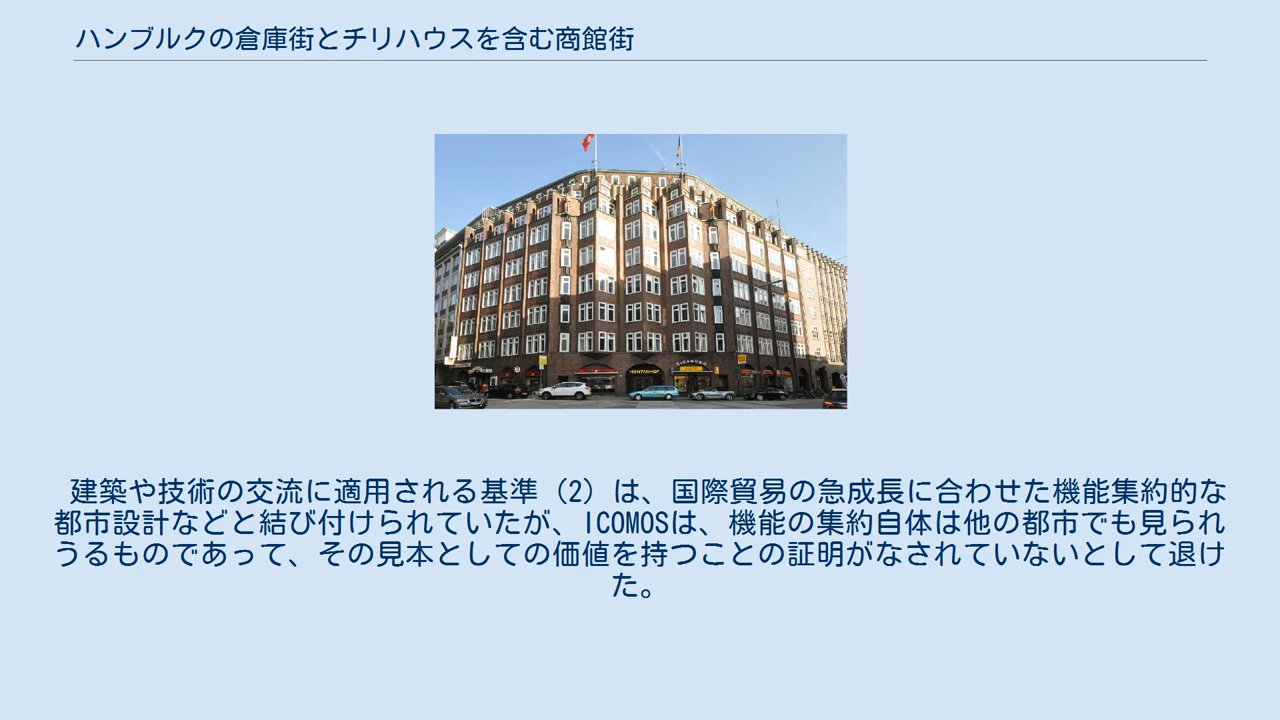 ハンブルクの倉庫街とチリハウスを含む商館街
MONTANHOF
建築や技術の交流に適用される基準（2）は、国際貿易の急成長に合わせた機能集約的な
都市設計などと結び付けられていたが、ICOMOSは、機能の集約自体は他の都市でも見られ
うるものであって、その見本としての価値を持つことの証明がなされていないとして退け
た。